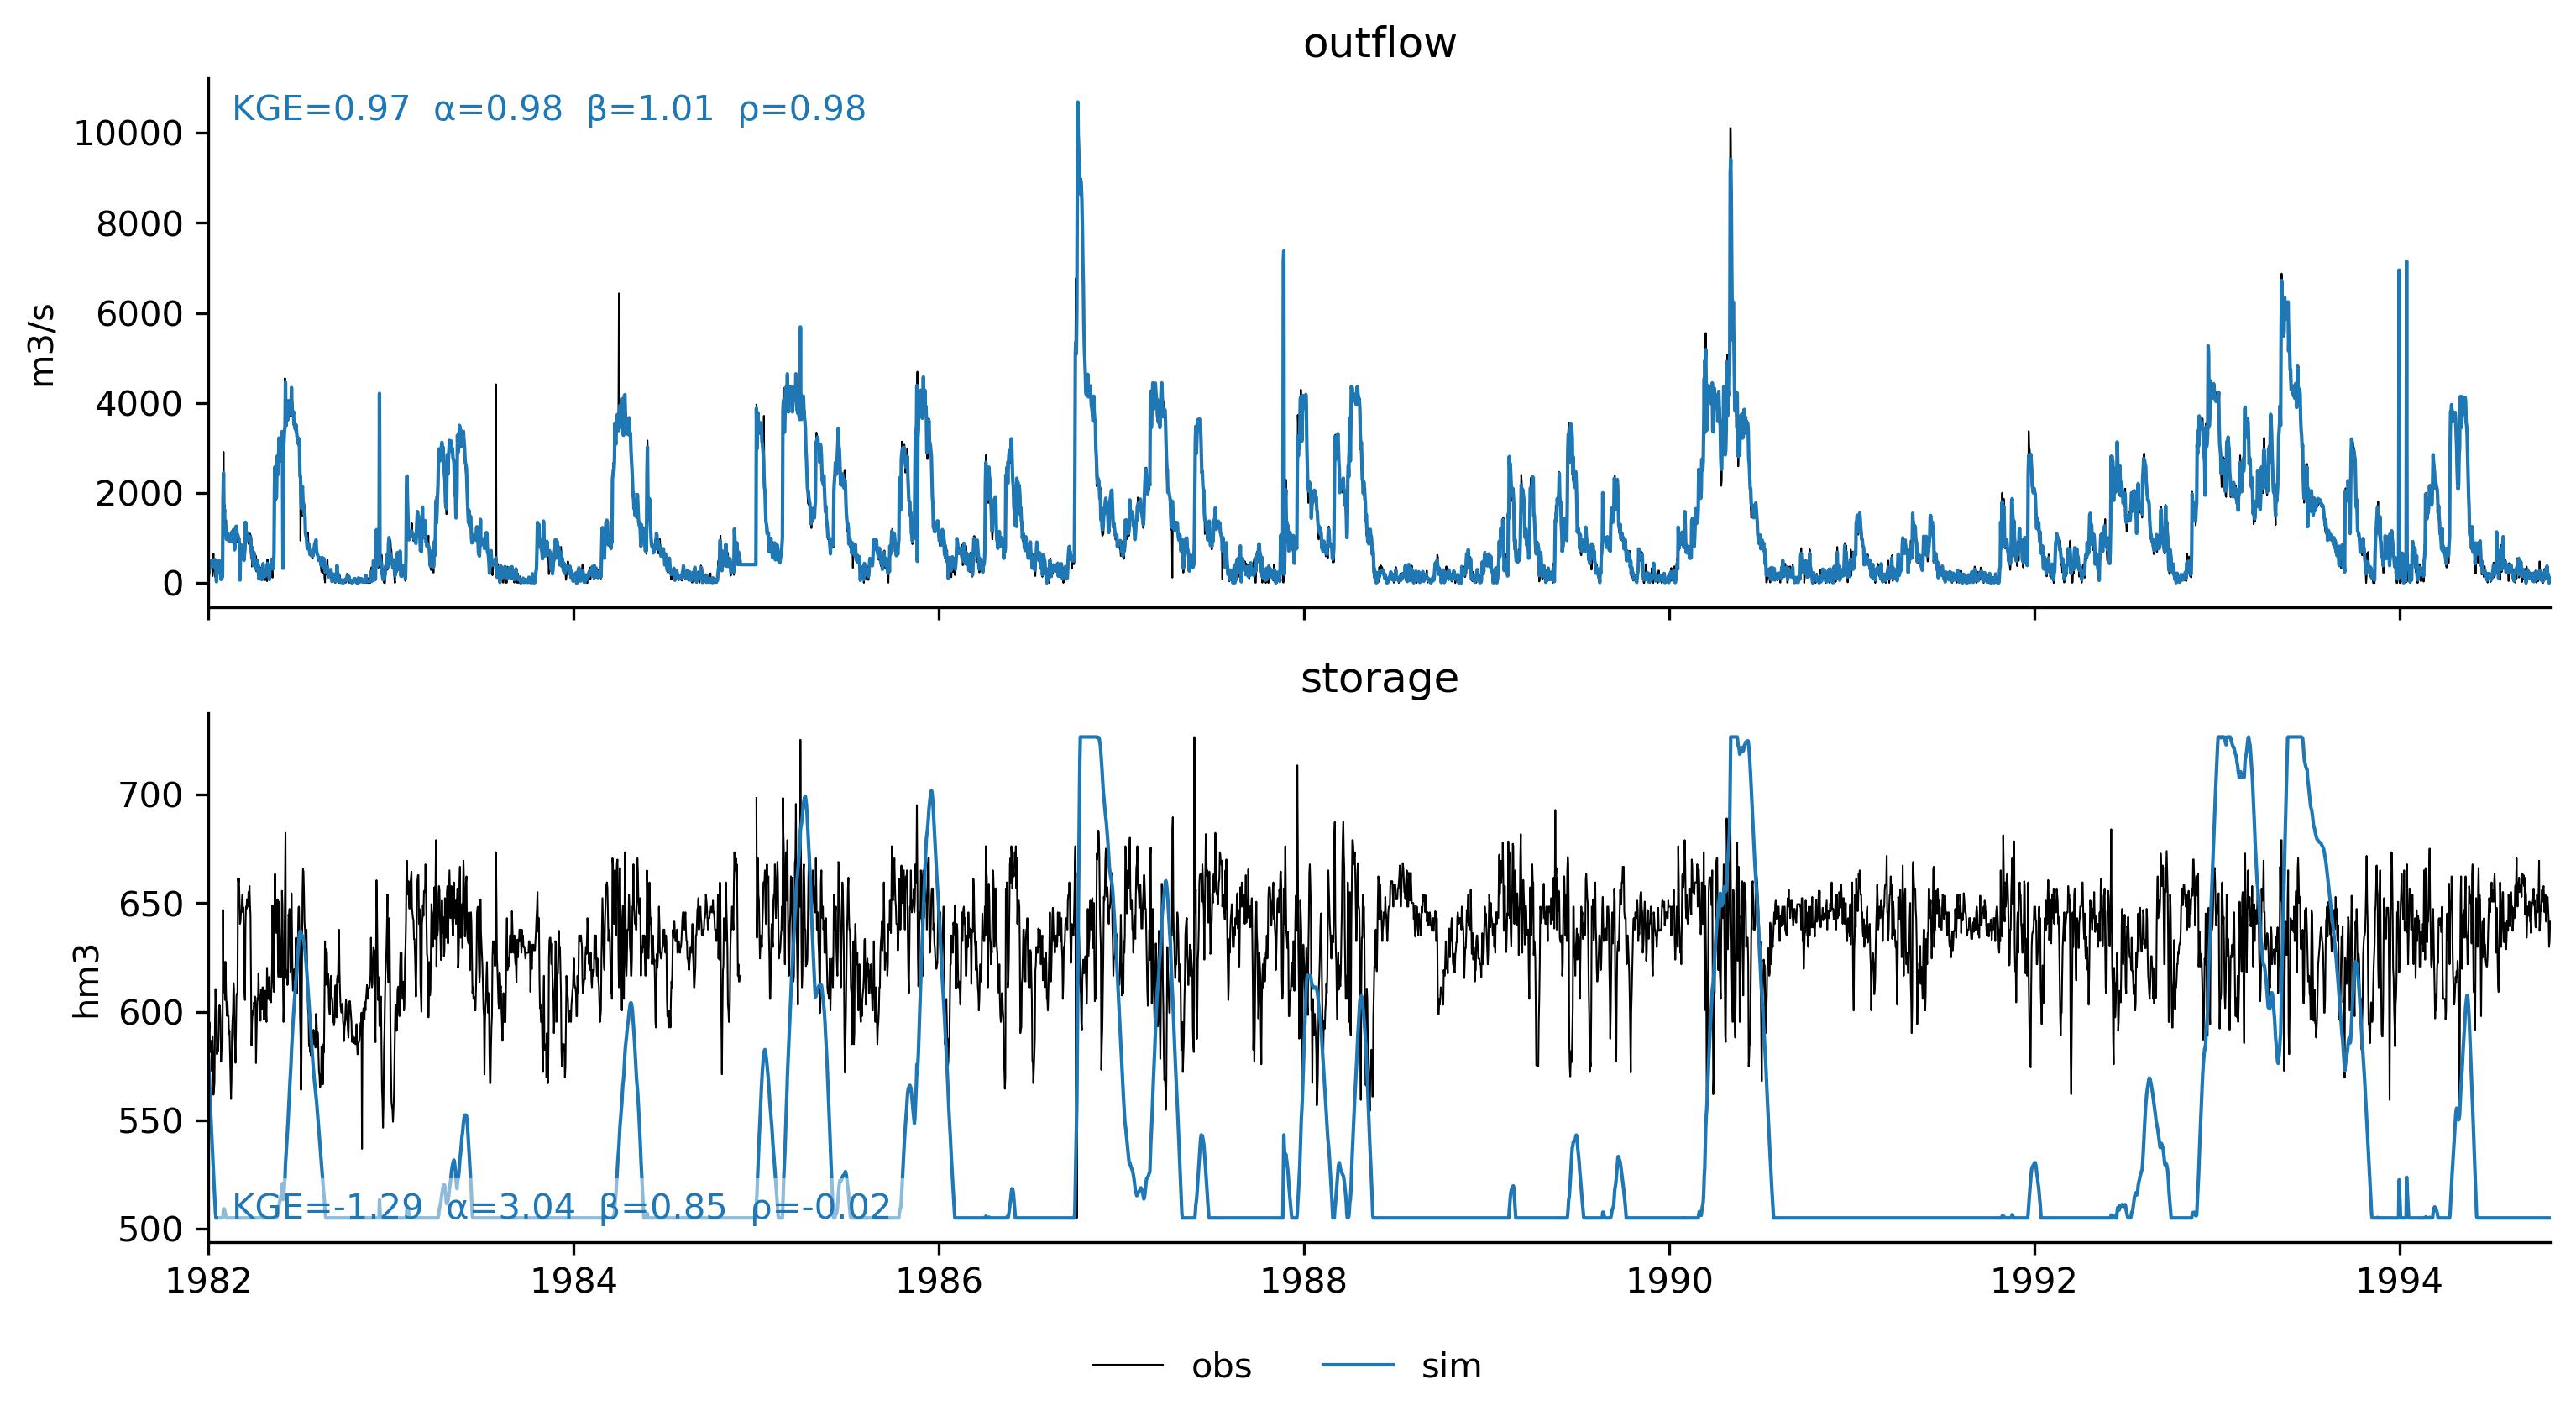 outflow
KGE=0.97 α=0.98 β=1.01 ρ=0.98
10000
8000
6000
4000
2000
0
m3/s
storage
700
650
600
550
500
hm3
KGE=-1.29 α=3.04 β=0.85 ρ=-0.02
1982 1984 1986 1988 1990 1992 1994
obs sim